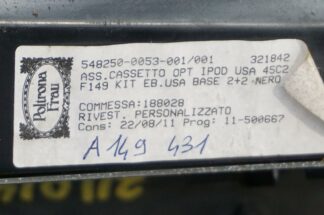 Poltrona
Frau
548250-0053-001/001 321842
ASS.CASSETTO OPT IPOD USA 45C2
F149 KIT EB.USA BASE 2+2 NERO
COMMESSA:188028
RIVEST. PERSONALIZZATO
Cons: 22/08/11 Prog: 11-500667
A149 431